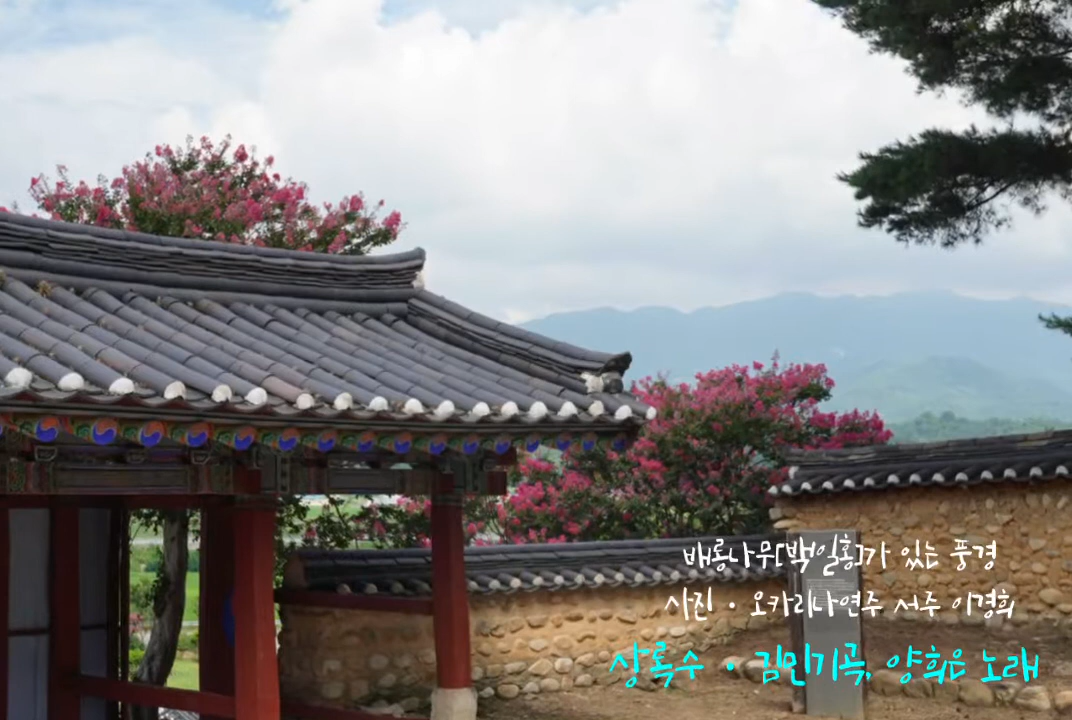 배롱나무[백일홍]가 있는 풍경
사진 · 오카리나연주 서주 이경희
상록수 · 김민기곡, 양희은 노래